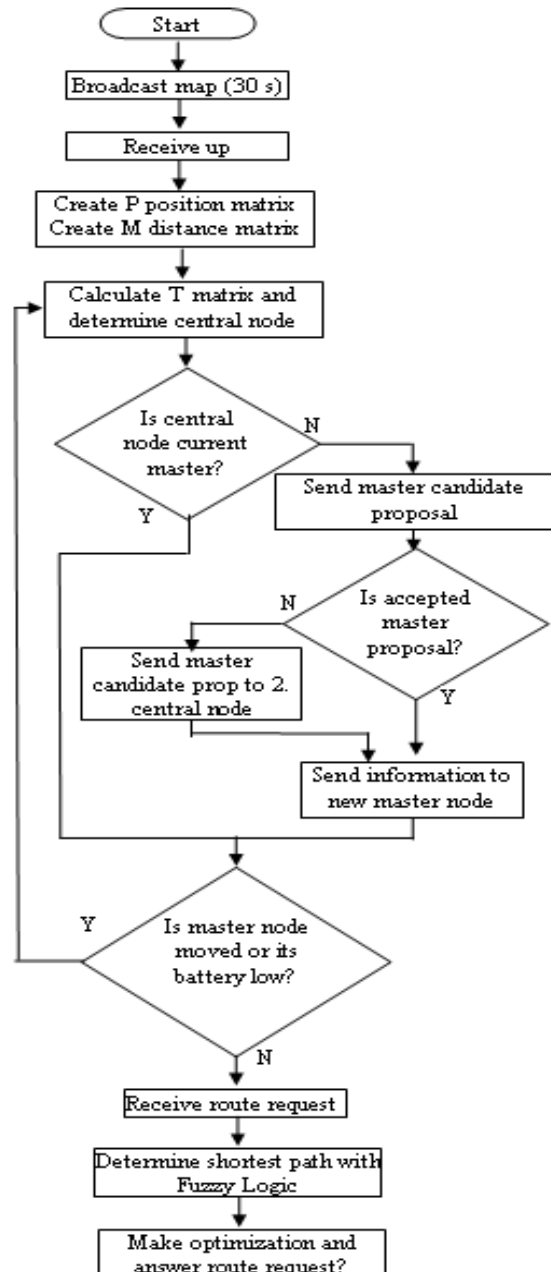 Start
Broadcast map (30 s)
Receive up
Create P position matrix
Create M distance matrix
Calculate T matrix and
determine central node
Is central
node current
master?
N
Y
Send master candidate
proposal
Is accepted
master
proposal?
N
Y
Send master
candidate prop to 2.
central node
Send information to
new master node
Is master node
moved or its
battery low?
Y
N
Receive route request
Determine shortest path with
Fuzzy Logic
Make optimization and
answer route request?